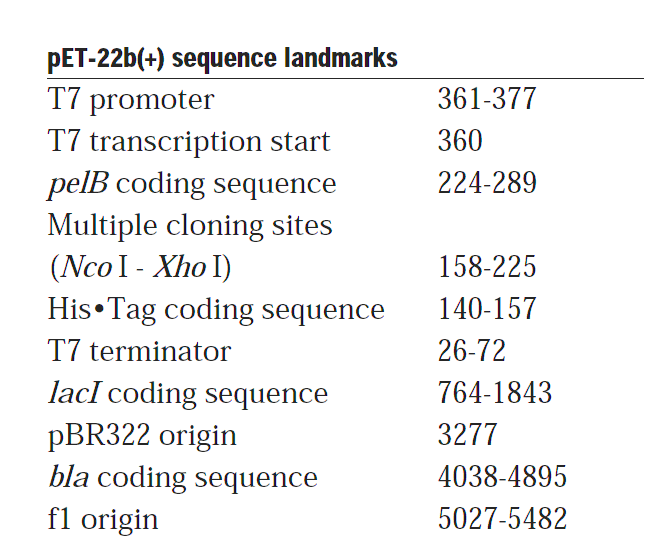 pET-22b(+) sequence landmarks
T7 promoter 361-377
T7 transcription start 360
pelB coding sequence 224-289
Multiple cloning sites
(Nco I - Xho I) 158-225
His•Tag coding sequence 140-157
T7 terminator 26-72
lacI coding sequence 764-1843
pBR322 origin 3277
bla coding sequence 4038-4895
f1 origin 5027-5482